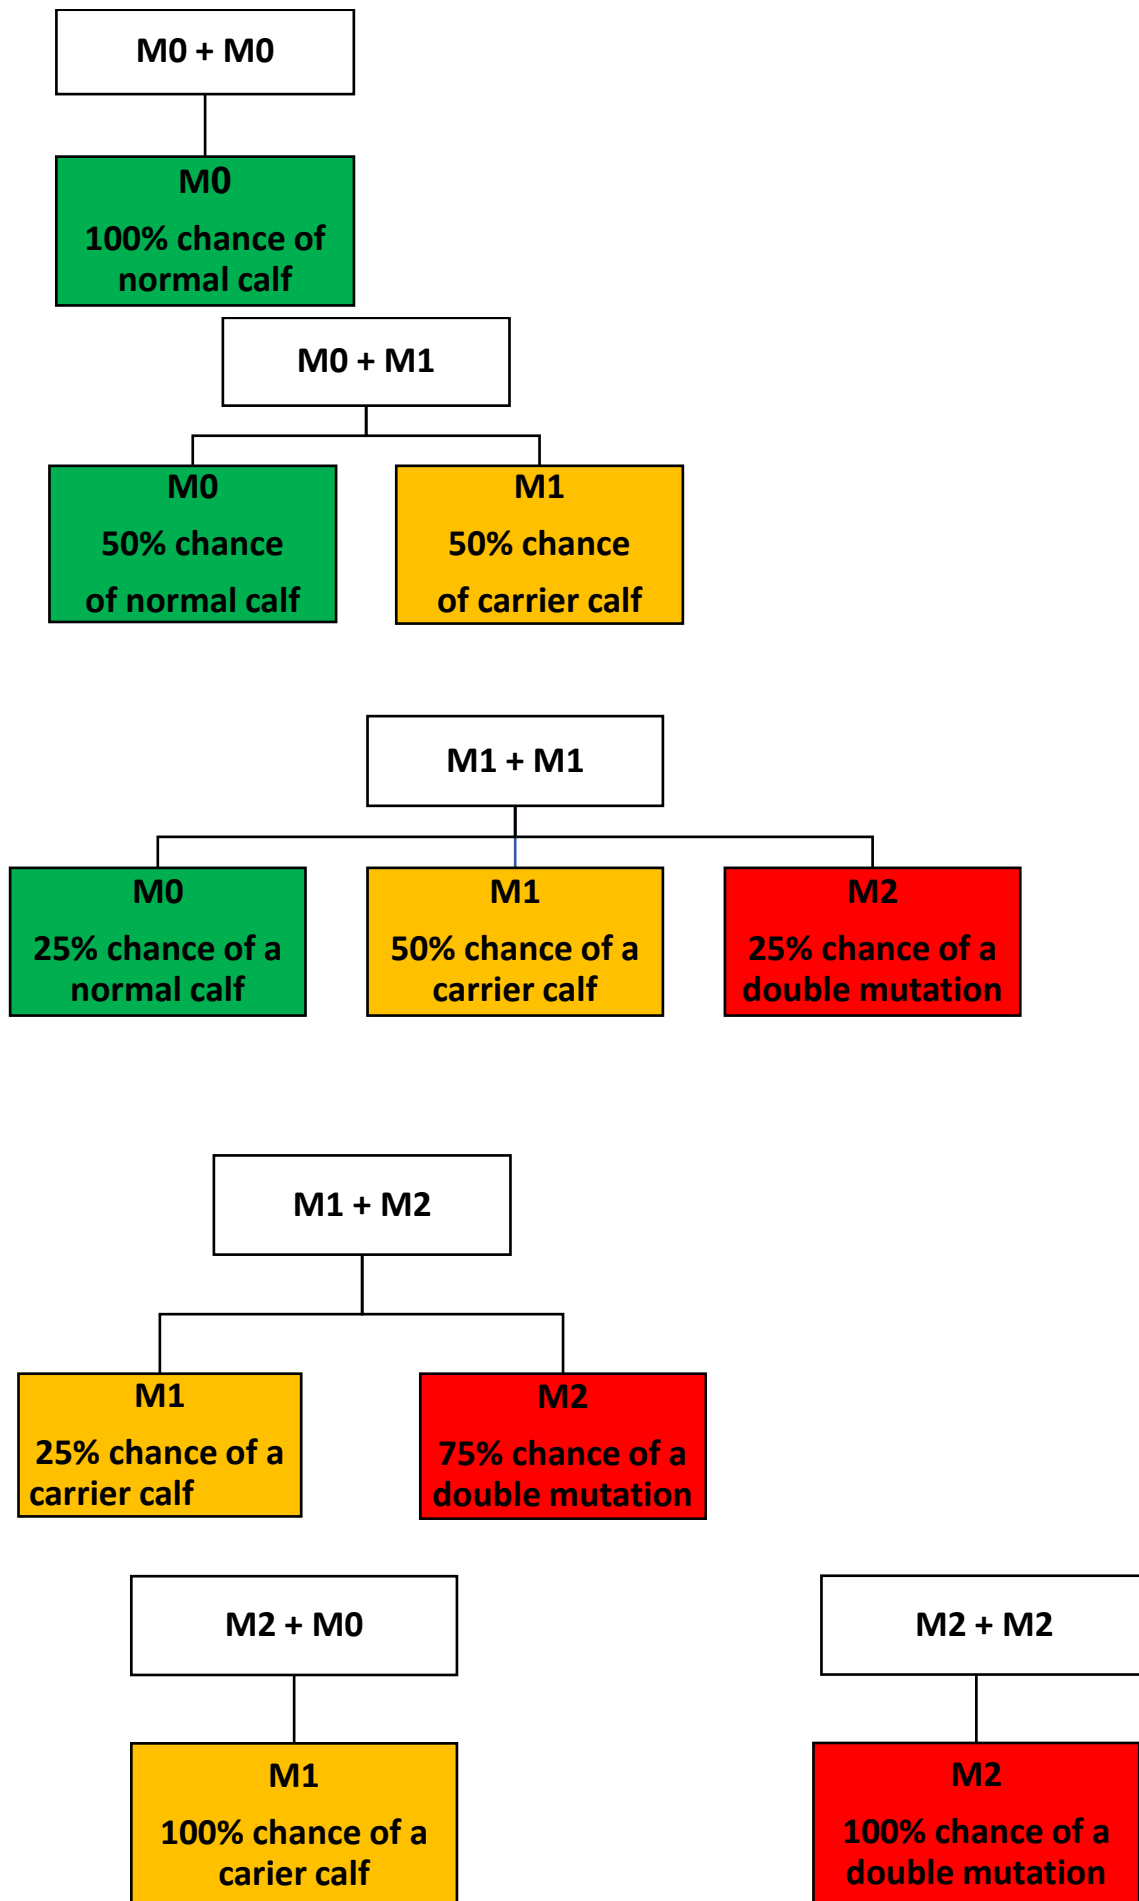 M0 + M0
M0
100% chance of
normal calf
M0 + M1
M0
50% chance
of normal calf
M1
50% chance
of carrier calf
M1 + M1
M0
25% chance of a
normal calf
M1
50% chance of a
carrier calf
M2
25% chance of a
double mutation
M1 + M2
M1
25% chance of a
carrier calf
M2
75% chance of a
double mutation
M2 + M0
M1
100% chance of a
carier calf
M2 + M2
M2
100% chance of a
double mutation